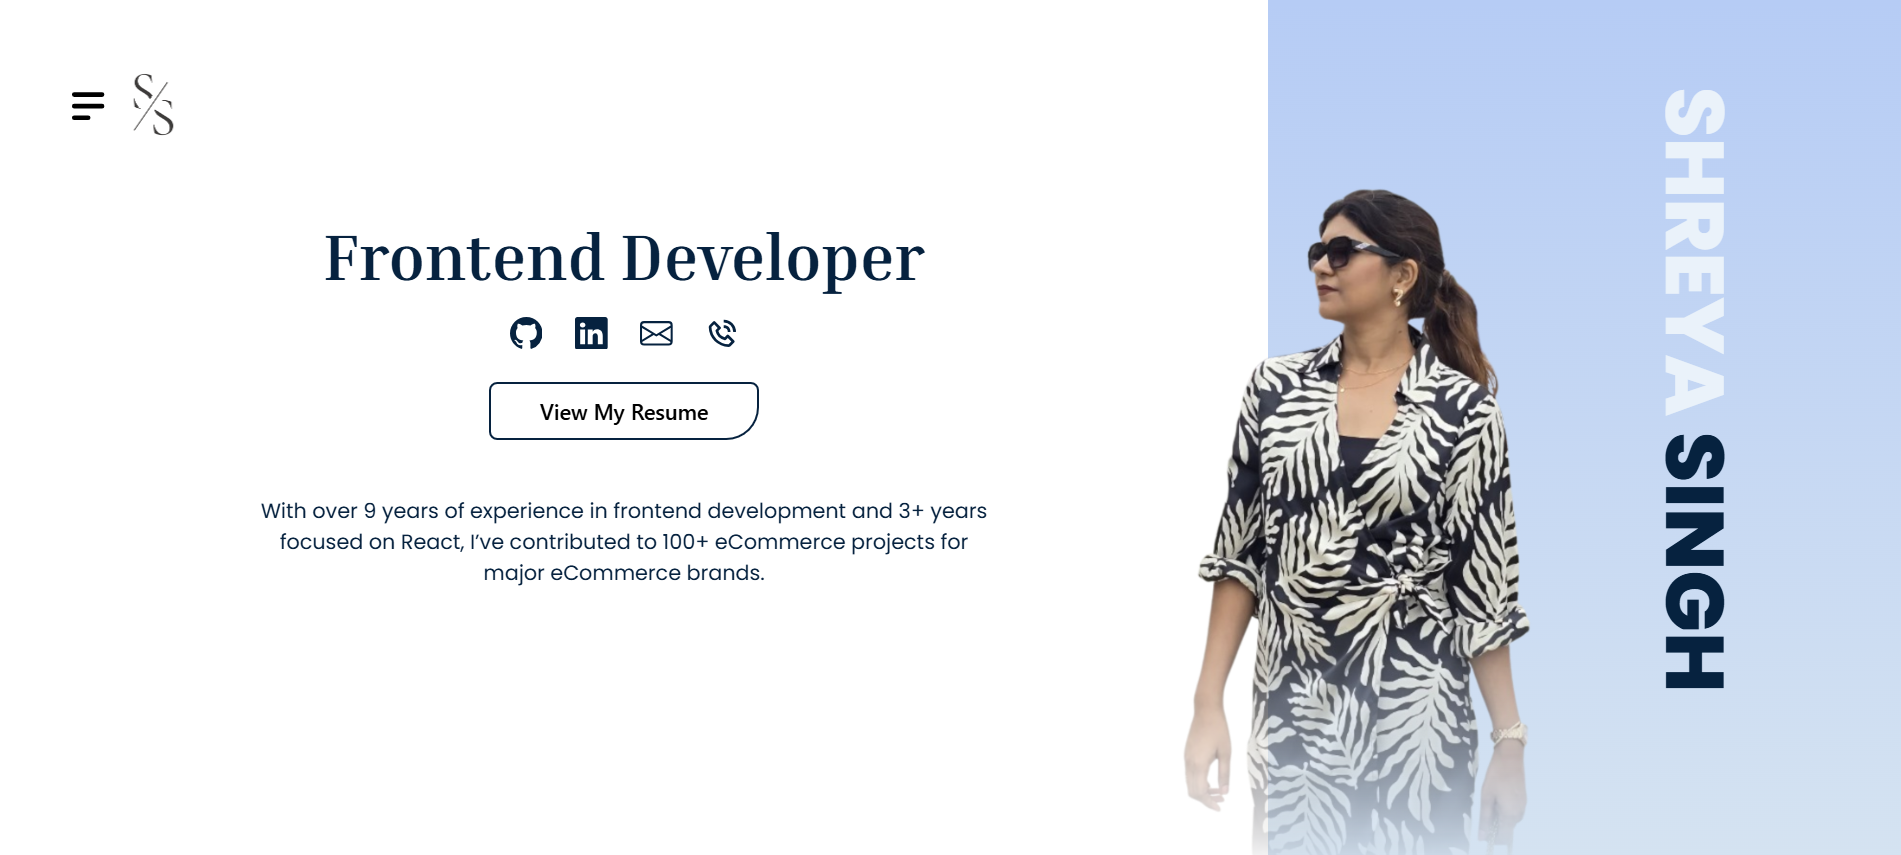 S/S
Frontend Developer
in
View My Resume
With over 9 years of experience in frontend development and 3+ years
focused on React, I’ve contributed to 100+ eCommerce projects for
major eCommerce brands.
SHREYA SINGH